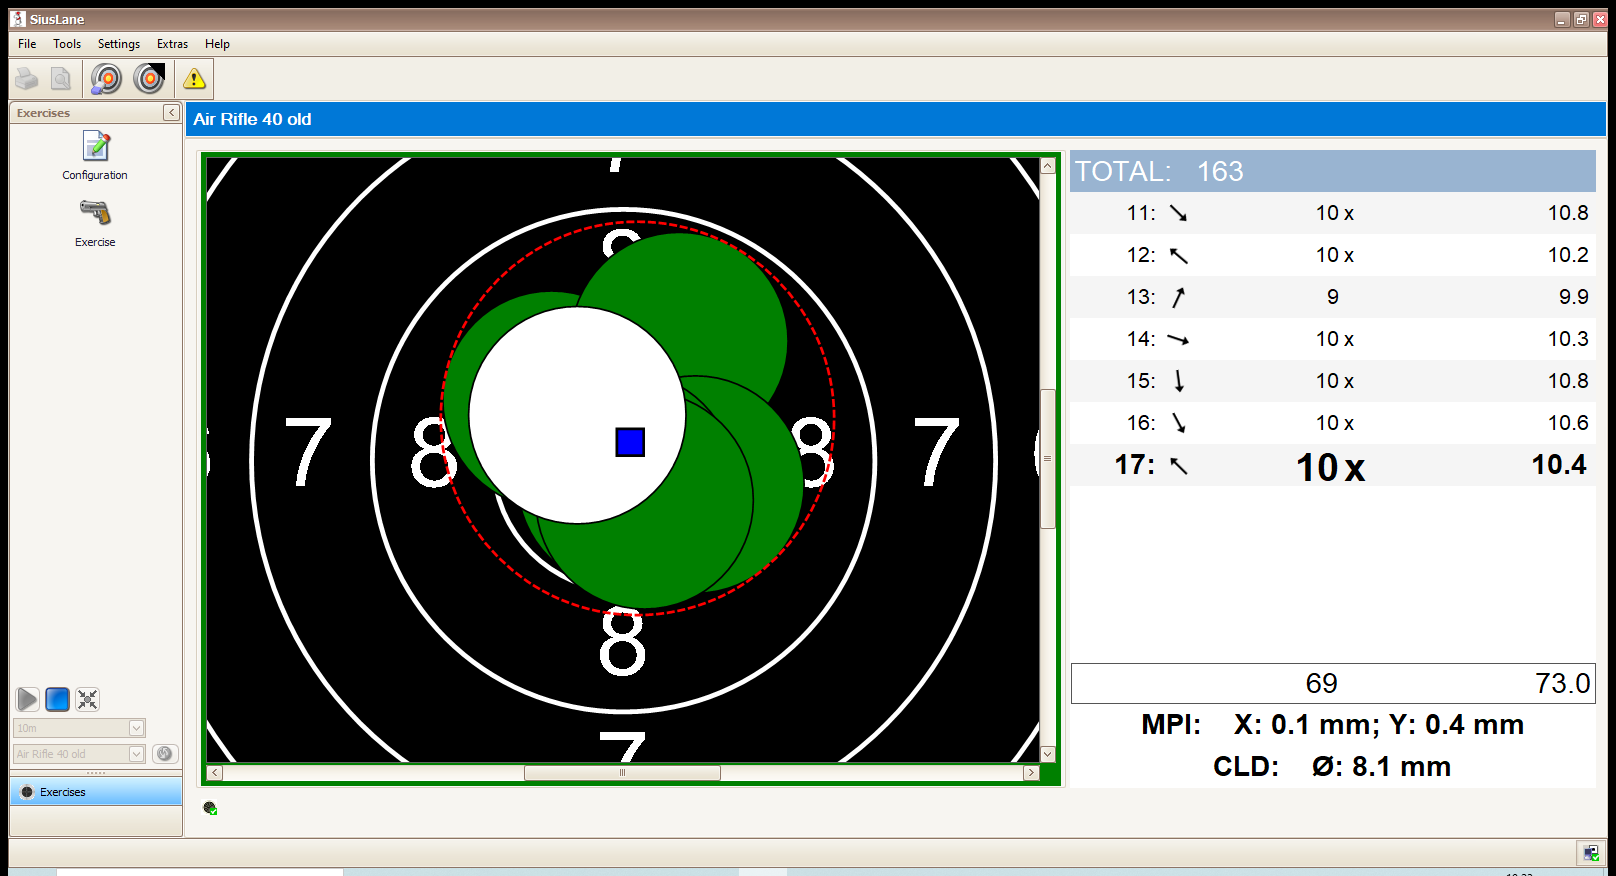 SiusLane
File Tools Settings Extras Help
Exercises
Configuration
Exercise
10m
Air Rifle 40 old
Exercises
Air Rifle 40 old
7
7 8 8 7
8
7
TOTAL: 163
11: 10 x 10.8
12: 10 x 10.2
13: 9 9.9
14: 10 x 10.3
15: 10 x 10.8
16: 10 x 10.6
17: 10 x 10.4
69 73.0
MPI: X: 0.1 mm; Y: 0.4 mm
CLD: Ø: 8.1 mm